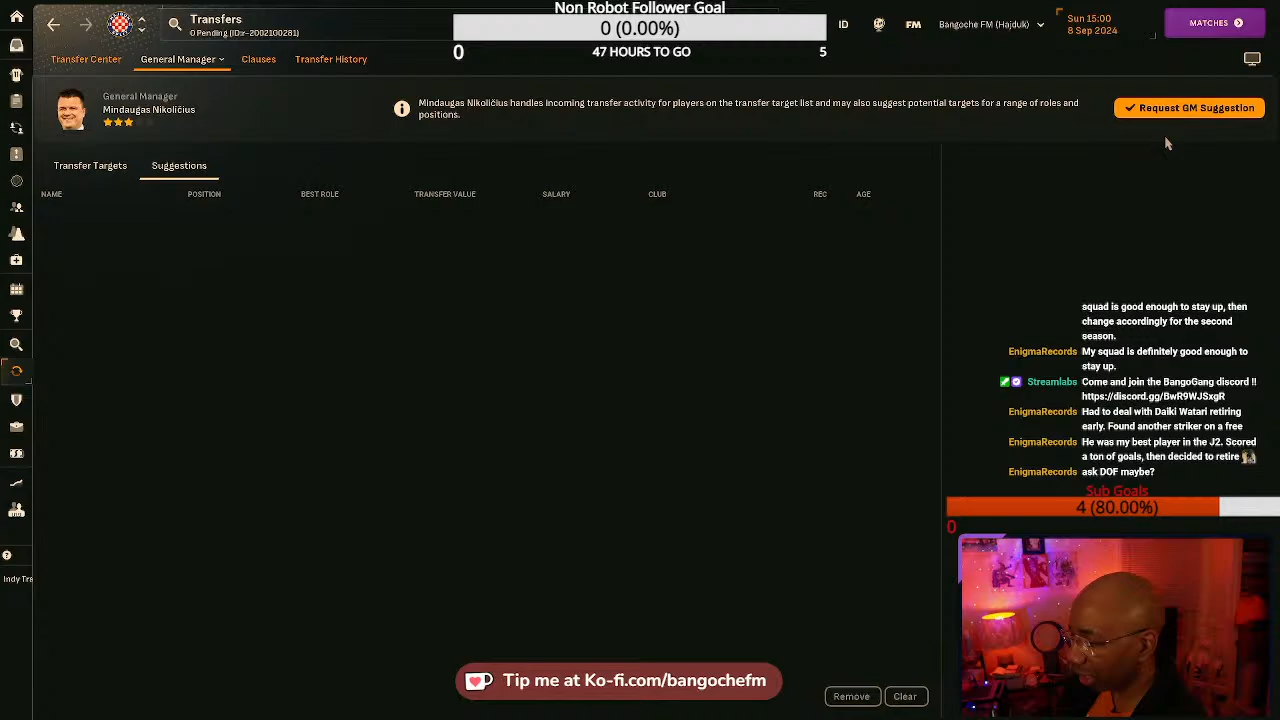 Non Robot Follower Goal
0 (0.00%)
0
47 HOURS TO GO
5
Transfers
0 Pending (ID:r-2002100281)
ID
FM
Bangoche FM (Hajduk)
Sun 15:00
8 Sep 2024
MATCHES
Transfer Center
General Manager
Clauses
Transfer History
General Manager
Mindaugas Nikoličius
Mindaugas Nikoličius handles incoming transfer activity for players on the transfer target list and may also suggest potential targets for a range of roles and
positions.
Request GM Suggestion
Transfer Targets
Suggestions
NAME
POSITION
BEST ROLE
TRANSFER VALUE
SALARY
CLUB
REC
AGE
squad is good enough to stay up, then
change accordingly for the second
season.
EnigmaRecords My squad is definitely good enough to
stay up.
Streamlabs Come and join the BangoGang discord !!
https://discord.gg/BwR9WJSxgR
EnigmaRecords Had to deal with Daiki Watari retiring
early. Found another striker on a free
EnigmaRecords He was my best player in the J2. Scored
a ton of goals, then decided to retire
EnigmaRecords ask DOF maybe?
Sub Goals
4 (80.00%)
0
Indy Tre
Tip me at Ko-fi.com/bangochefm
Remove
Clear